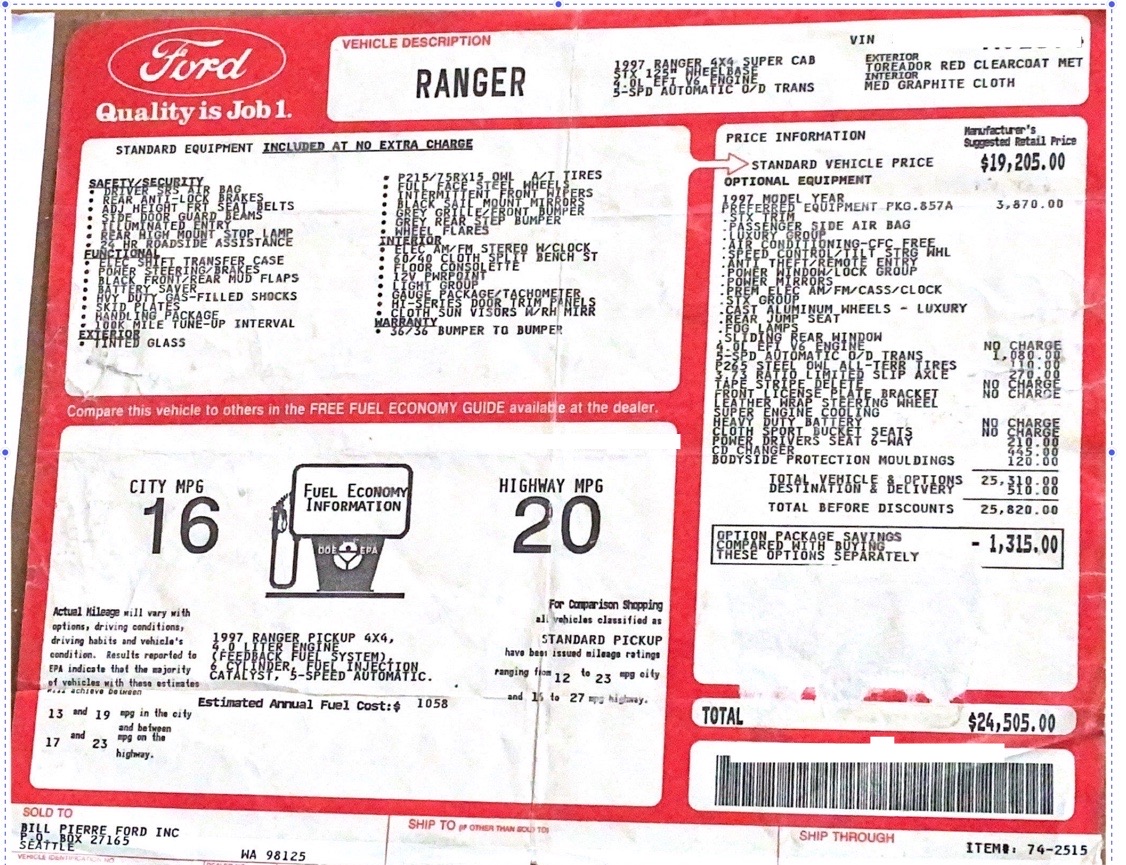 Ford
Quality is Job 1.
VEHICLE DESCRIPTION
RANGER
1997 RANGER 4X4 SUPER CAB
STX 125" WHEELBASE
4.0L EFI V6 ENGINE
5-SPD AUTOMATIC O/D TRANS
VIN
EXTERIOR
TOREADOR RED CLEARCOAT MET
INTERIOR
MED GRAPHITE CLOTH
STANDARD EQUIPMENT INCLUDED AT NO EXTRA CHARGE
SAFETY/SECURITY
• DRIVER SRS AIR BAG
• REAR ANTI-LOCK BRAKES
• ADJ HEIGHT FRT SEAT BELTS
• SIDE DOOR GUARD BEAMS
• ILLUMINATED ENTRY
• REAR HIGH MOUNT STOP LAMP
• 24 HR ROADSIDE ASSISTANCE
FUNCTIONAL
• ELEC SHIFT TRANSFER CASE
• POWER STEERING/BRAKES
• BLACK FRONT/REAR MUD FLAPS
• BATTERY SAVER
• HVY DUTY GAS-FILLED SHOCKS
• SKID PLATES
• HANDLING PACKAGE
• 100K MILE TUNE-UP INTERVAL
EXTERIOR
• TINTED GLASS
• P215/75RX15 OWL A/T TIRES
• FULL FACE STEEL WHEELS
• INTERMITTENT FRONT WIPERS
• BLACK SAIL MOUNT MIRRORS
• GREY GRILLE/FRONT BUMPER
• GREY REAR STEP BUMPER
• WHEEL FLARES
INTERIOR
• ELEC AM/FM STEREO W/CLOCK
• 60/40 CLOTH SPLIT BENCH ST
• FLOOR CONSOLETTE
• 12V PWRPOINT
• LIGHT GROUP
• GAUGE PACKAGE/TACHOMETER
• HI-SERIES DOOR TRIM PANELS
• CLOTH SUN VISORS W/RH MIRR
WARRANTY
• 36/36 BUMPER TO BUMPER
PRICE INFORMATION
Manufacturer's
Suggested Retail Price
STANDARD VEHICLE PRICE $19,205.00
OPTIONAL EQUIPMENT
1997 MODEL YEAR
PREFERRED EQUIPMENT PKG.857A 3,870.00
.STX TRIM
.PASSENGER SIDE AIR BAG
.LUXURY GROUP
.AIR CONDITIONING-CFC FREE
.SPEED CONTROL/TILT STRG WHL
.ANTI THEFT/REMOTE ENTRY
.POWER WINDOW/LOCK GROUP
.POWER MIRRORS
.PREM ELEC AM/FM/CASS/CLOCK
.STX GROUP
.CAST ALUMINUM WHEELS - LUXURY
.REAR JUMP SEAT
.FOG LAMPS
.SLIDING REAR WINDOW
4.0L EFI V6 ENGINE NO CHARGE
5-SPD AUTOMATIC O/D TRANS 1,080.00
P265 STEEL OWL ALL-TERR TIRES 110.00
3.73 RATIO LIMITED SLIP AXLE 270.00
TAPE STRIPE DELETE NO CHARGE
FRONT LICENSE PLATE BRACKET NO CHARGE
LEATHER WRAP STEERING WHEEL
SUPER ENGINE COOLING
HEAVY DUTY BATTERY NO CHARGE
CLOTH SPORT BUCKET SEATS NO CHARGE
POWER DRIVERS SEAT 6-WAY 210.00
CD CHANGER 445.00
BODYSIDE PROTECTION MOULDINGS 120.00
TOTAL VEHICLE & OPTIONS 25,310.00
DESTINATION & DELIVERY 510.00
TOTAL BEFORE DISCOUNTS 25,820.00
OPTION PACKAGE SAVINGS
COMPARED WITH BUYING
THESE OPTIONS SEPARATELY - 1,315.00
TOTAL $24,505.00
Compare this vehicle to others in the FREE FUEL ECONOMY GUIDE available at the dealer.
CITY MPG
16
FUEL ECONOMY
INFORMATION
DOE EPA
HIGHWAY MPG
20
Actual Mileage will vary with
options, driving conditions,
driving habits and vehicle's
condition. Results reported to
EPA indicate that the majority
of vehicles with these estimates
will achieve between
13 and 19 mpg in the city
and between
17 and 23 mpg on the
highway.
1997 RANGER PICKUP 4X4,
4.0 LITER ENGINE
(FEEDBACK FUEL SYSTEM),
6 CYLINDER, FUEL INJECTION
CATALYST, 5-SPEED AUTOMATIC.
Estimated Annual Fuel Cost:$ 1058
For Comparison Shopping
all vehicles classified as
STANDARD PICKUP
have been issued mileage ratings
ranging from 12 to 23 mpg city
and 15 to 27 mpg highway.
SOLD TO
BILL PIERRE FORD INC
P.O. BOX 27165
SEATTLE
WA 98125
VEHICLE IDENTIFICATION NO
SHIP TO (IF OTHER THAN SOLD TO)
SHIP THROUGH
ITEM#: 74-2515